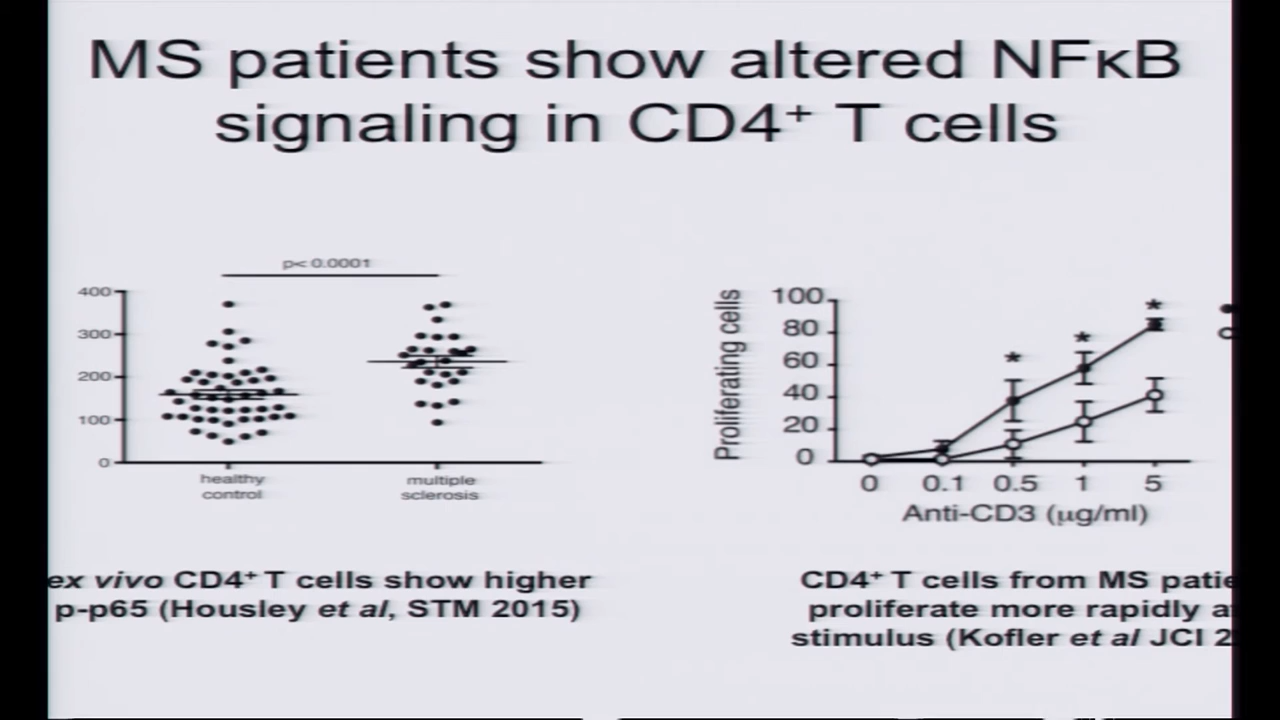 MS patients show altered NFκB
signaling in CD4⁺ T cells
p< 0.0001
400
300
200
100
0
healthy
control
multiple
sclerosis
ex vivo CD4⁺ T cells show higher
p-p65 (Housley et al, STM 2015)
Proliferating cells
100
80
60
40
20
0
*
*
*
0 0.1 0.5 1 5
Anti-CD3 (µg/ml)
CD4⁺ T cells from MS
proliferate more rapidly
stimulus (Kofler et al JCI